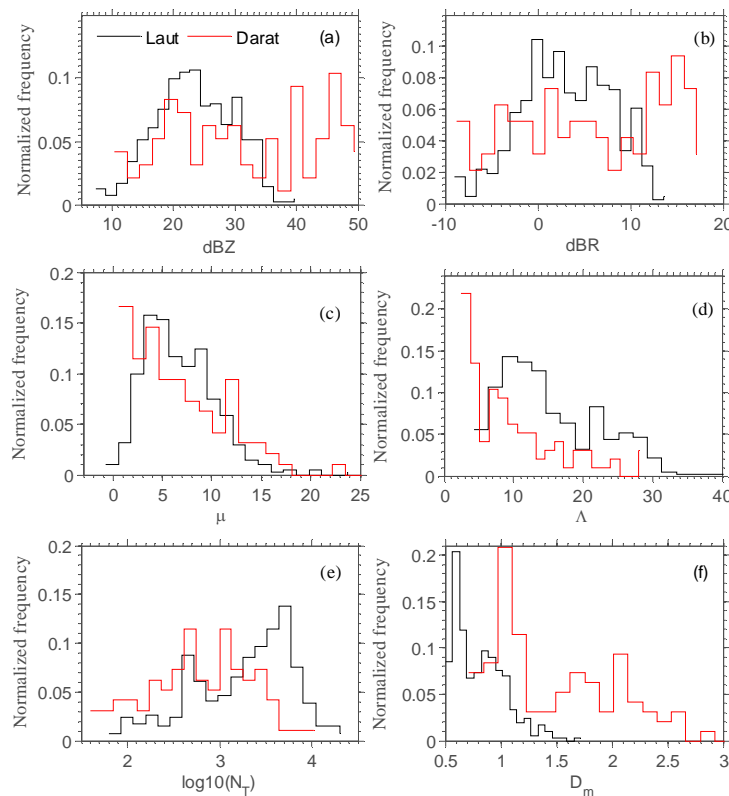 Laut Darat (a)
Normalized frequency
0.1
0.05
0
10 20 30 40 50
dBZ
(b)
Normalized frequency
0.1
0.08
0.06
0.04
0.02
0
-10 0 10 20
dBR
(c)
Normalized frequency
0.2
0.15
0.1
0.05
0
0 5 10 15 20 25
μ
(d)
Normalized frequency
0.2
0.15
0.1
0.05
0
0 10 20 30 40
Λ
(e)
Normalized frequency
0.2
0.15
0.1
0.05
0
2 3 4
log10(N_T)
(f)
Normalized frequency
0.2
0.15
0.1
0.05
0
0.5 1 1.5 2 2.5 3
D_m